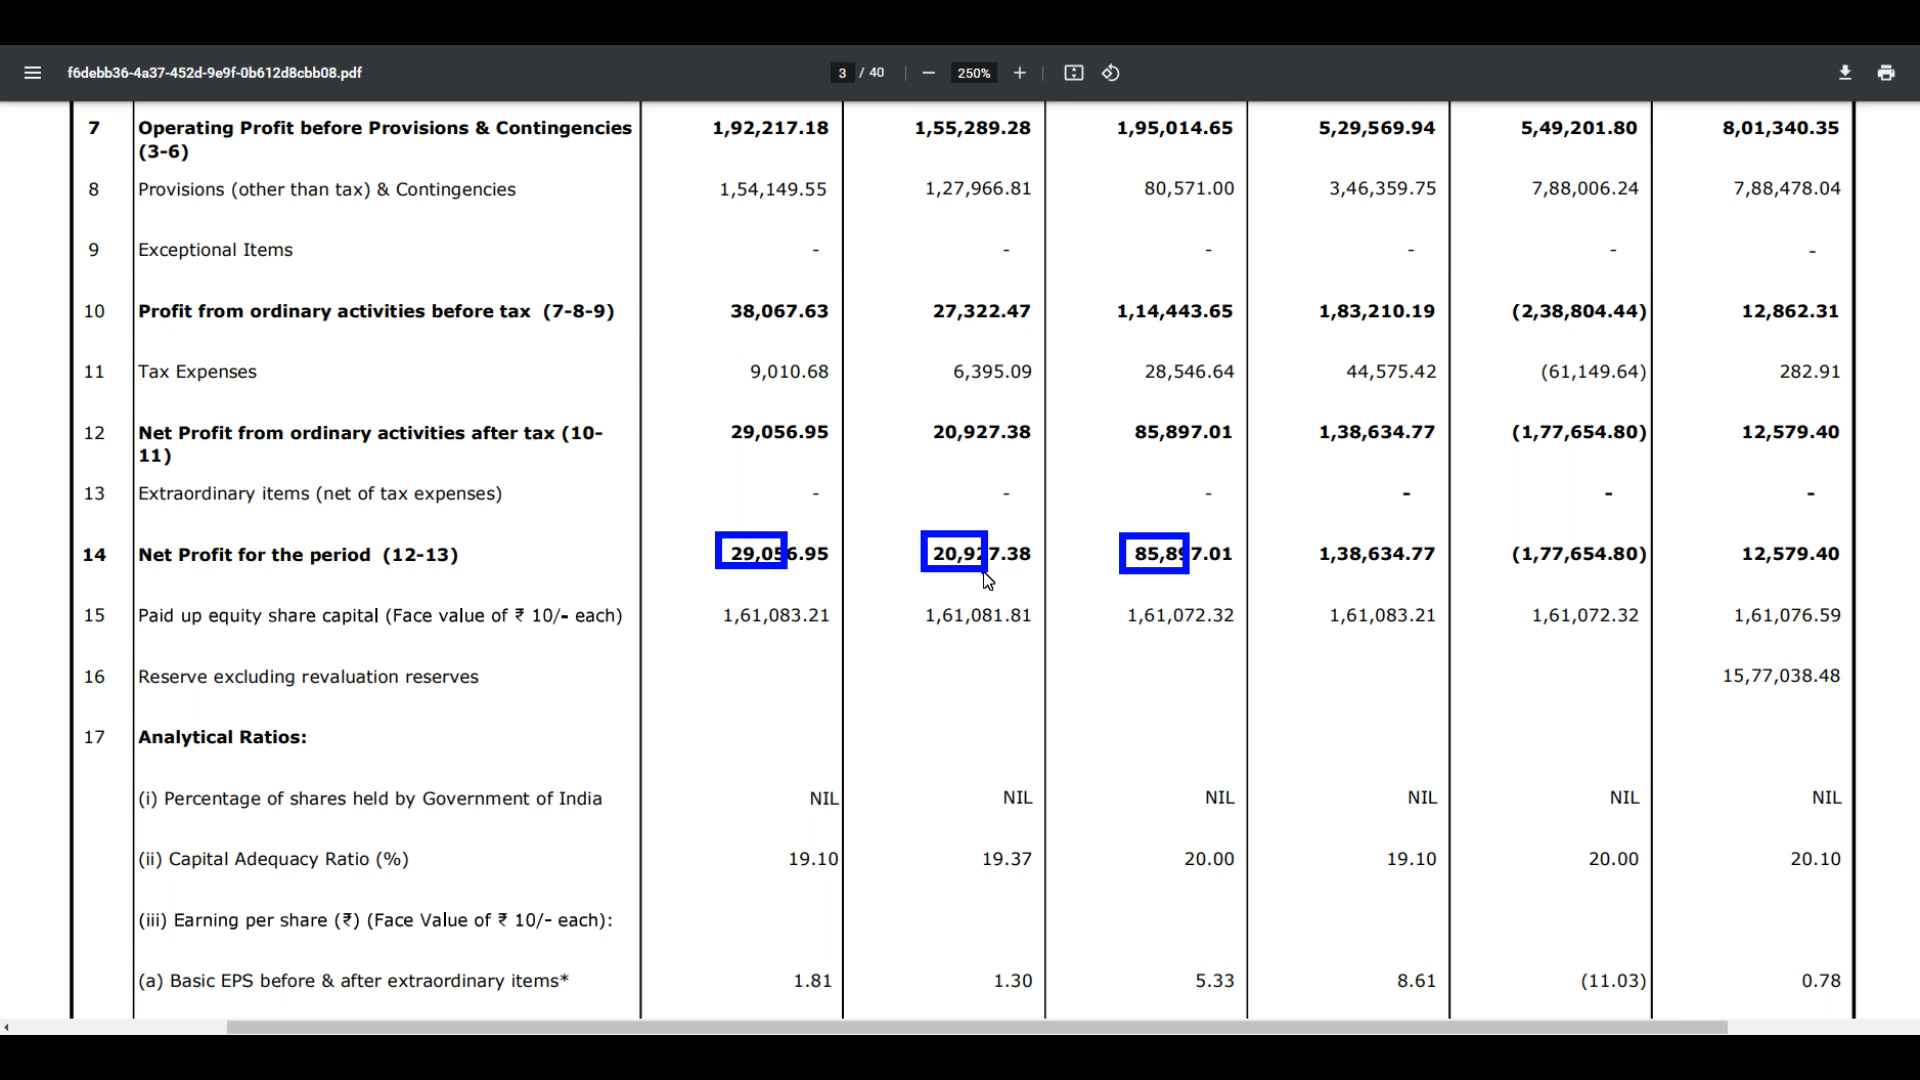 f6debb36-4a37-452d-9e9f-0b612d8cbb08.pdf 3 / 40 250%
7 Operating Profit before Provisions & Contingencies 1,92,217.18 1,55,289.28 1,95,014.65 5,29,569.94 5,49,201.80 8,01,340.35
(3-6)
8 Provisions (other than tax) & Contingencies 1,54,149.55 1,27,966.81 80,571.00 3,46,359.75 7,88,006.24 7,88,478.04
9 Exceptional Items - - - - - -
10 Profit from ordinary activities before tax (7-8-9) 38,067.63 27,322.47 1,14,443.65 1,83,210.19 (2,38,804.44) 12,862.31
11 Tax Expenses 9,010.68 6,395.09 28,546.64 44,575.42 (61,149.64) 282.91
12 Net Profit from ordinary activities after tax (10- 29,056.95 20,927.38 85,897.01 1,38,634.77 (1,77,654.80) 12,579.40
11)
13 Extraordinary items (net of tax expenses) - - - - - -
14 Net Profit for the period (12-13) 29,056.95 20,927.38 85,897.01 1,38,634.77 (1,77,654.80) 12,579.40
15 Paid up equity share capital (Face value of ₹ 10/- each) 1,61,083.21 1,61,081.81 1,61,072.32 1,61,083.21 1,61,072.32 1,61,076.59
16 Reserve excluding revaluation reserves 15,77,038.48
17 Analytical Ratios:
(i) Percentage of shares held by Government of India NIL NIL NIL NIL NIL NIL
(ii) Capital Adequacy Ratio (%) 19.10 19.37 20.00 19.10 20.00 20.10
(iii) Earning per share (₹) (Face Value of ₹ 10/- each):
(a) Basic EPS before & after extraordinary items* 1.81 1.30 5.33 8.61 (11.03) 0.78